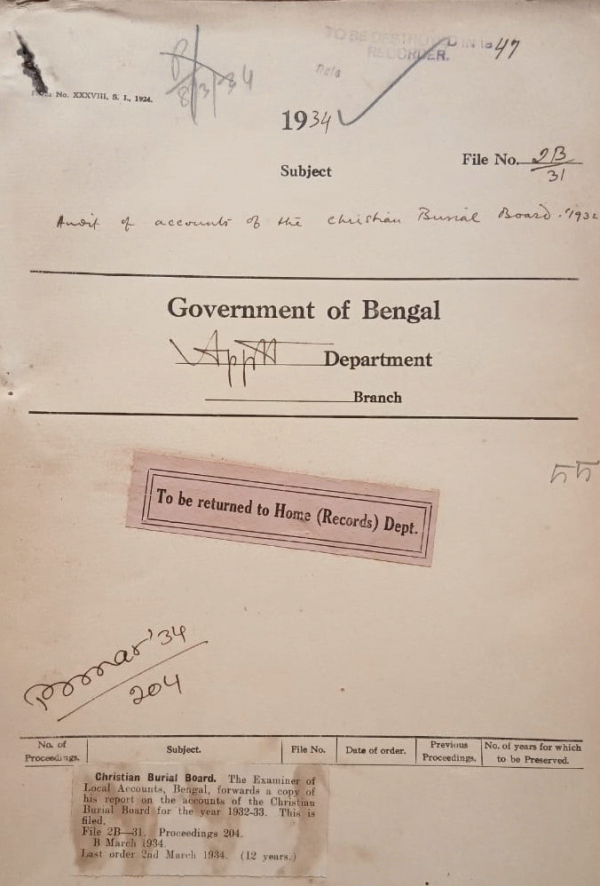 TO BE DESTROYED IN 1947
RECORDER.
B
8/3/34
Form No. XXXVIII, S. I., 1924.
1934
File No. 2B/31
Subject
Audit of accounts of the Christian Burial Board. 1932
Government of Bengal
Apptt Department
Branch
To be returned to Home (Records) Dept.
B Mar '34
204
No. of Proceedings. Subject. File No. Date of order. Previous Proceedings. No. of years for which to be Preserved.
Christian Burial Board. The Examiner of
Local Accounts, Bengal, forwards a copy of
his report on the accounts of the Christian
Burial Board for the year 1932-33. This is
filed.
File 2B—31. Proceedings 204.
B March 1934.
Last order 2nd March 1934. (12 years.)